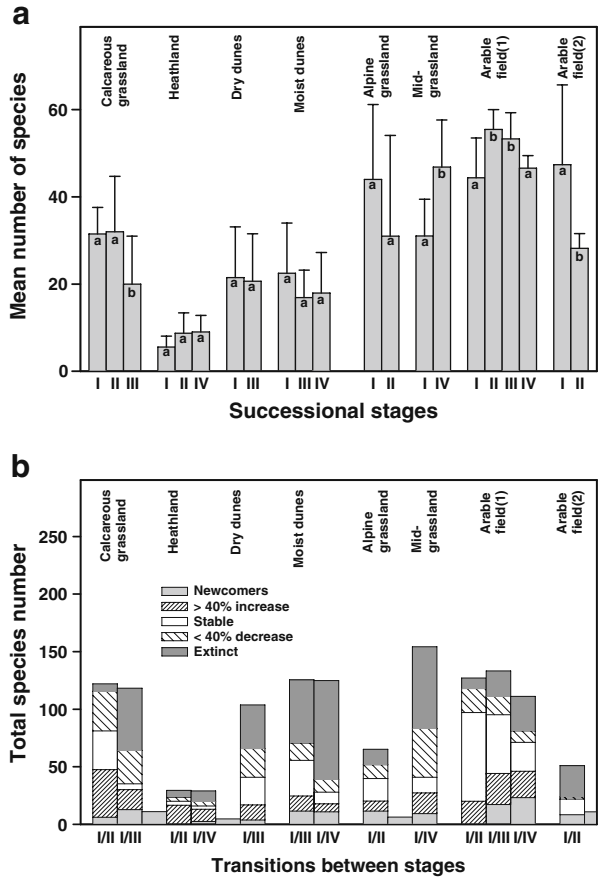 a
Mean number of species
60
40
20
0
Calcareous
grassland
Heathland
Dry dunes
Moist dunes
Alpine
grassland
Mid-
grassland
Arable
field(1)
Arable
field(2)
a a b
a a a
a a
a a a
a a
a b
a b b a
a b
I II III I II IV I III I III IV I II I IV I II III IV I II
Successional stages
b
Total species number
250
200
150
100
50
0
Calcareous
grassland
Heathland
Dry dunes
Moist dunes
Alpine
grassland
Mid-
grassland
Arable
field(1)
Arable
field(2)
Newcomers
> 40% increase
Stable
< 40% decrease
Extinct
I/II I/III I/II I/IV I/III I/III I/IV I/II I/IV I/II I/III I/IV I/II
Transitions between stages